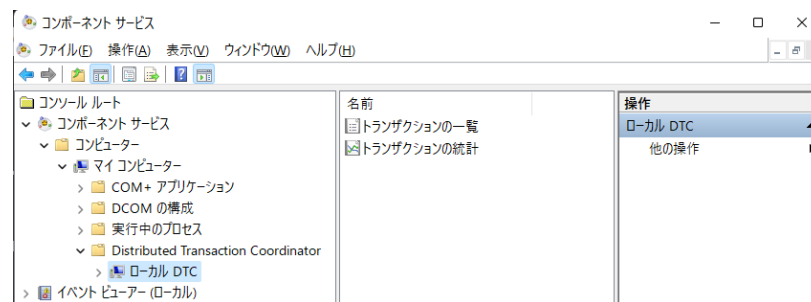 コンポーネント サービス
ファイル(F) 操作(A) 表示(V) ウィンドウ(W) ヘルプ(H)
コンソール ルート
コンポーネント サービス
コンピューター
マイ コンピューター
COM+ アプリケーション
DCOM の構成
実行中のプロセス
Distributed Transaction Coordinator
ローカル DTC
イベント ビューアー (ローカル)
名前
トランザクションの一覧
トランザクションの統計
操作
ローカル DTC
他の操作